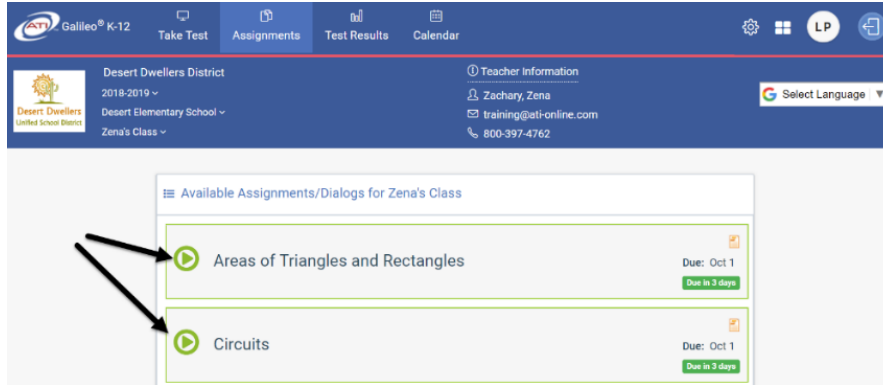 ATI Galileo® K-12
Take Test
Assignments
Test Results
Calendar
LP
Desert Dwellers
Unified School District
Desert Dwellers District
2018-2019
Desert Elementary School
Zena's Class
Teacher Information
Zachary, Zena
training@ati-online.com
800-397-4762
G Select Language
Available Assignments/Dialogs for Zena's Class
Areas of Triangles and Rectangles
Due: Oct 1
Due in 3 days
Circuits
Due: Oct 1
Due in 3 days